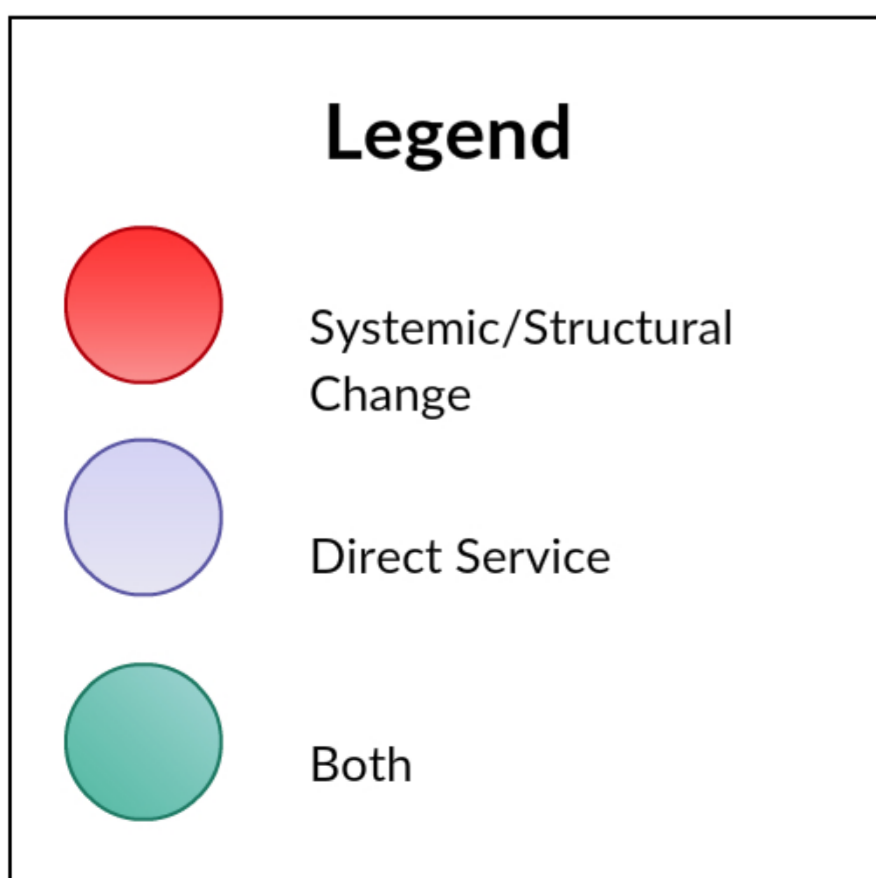 Legend
Systemic/Structural
Change
Direct Service
Both